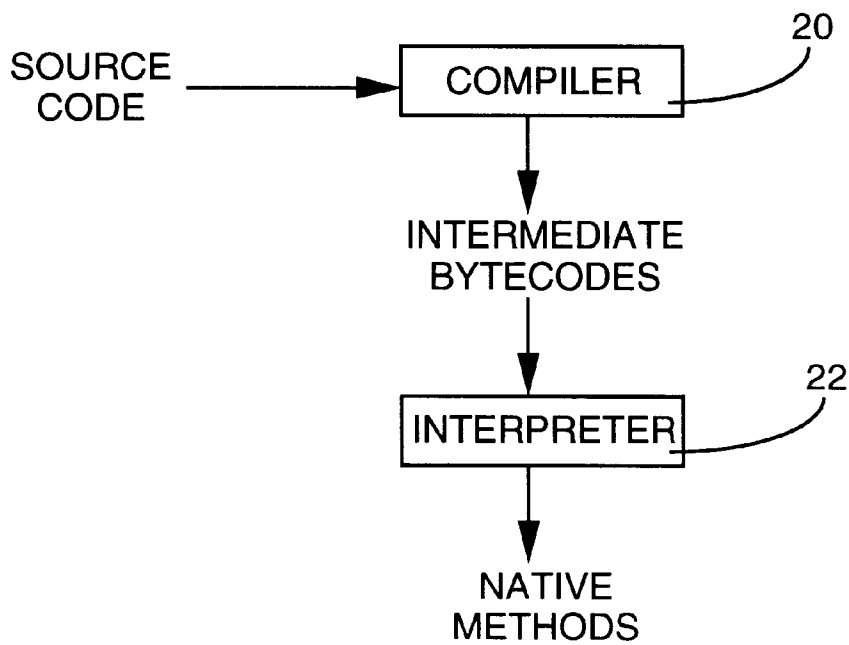 20
SOURCE
CODE
COMPILER
INTERMEDIATE
BYTECODES
22
INTERPRETER
NATIVE
METHODS